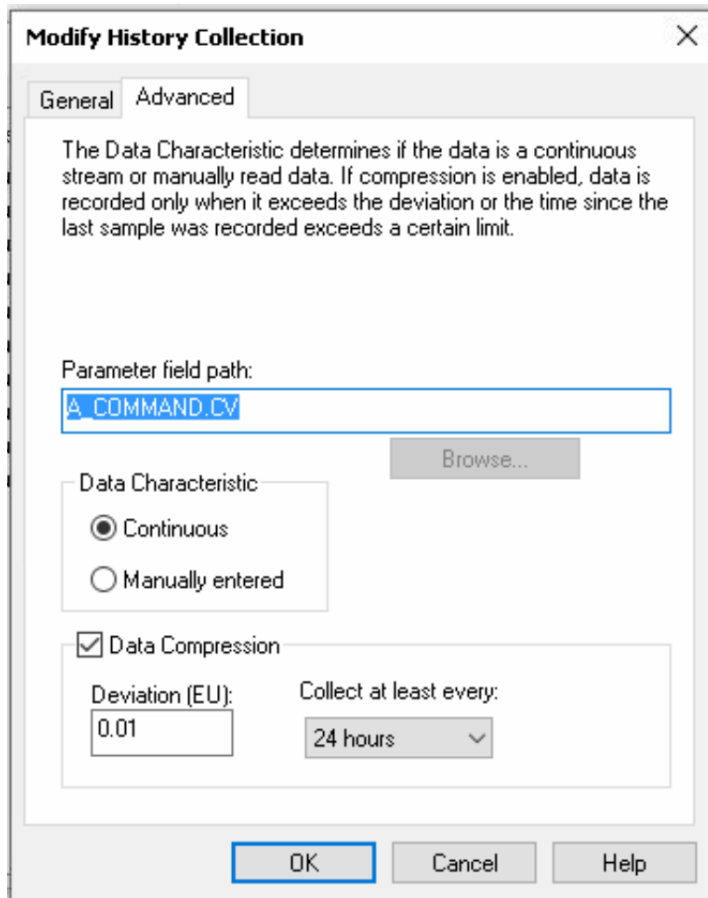 Modify History Collection
General
Advanced
The Data Characteristic determines if the data is a continuous
stream or manually read data. If compression is enabled, data is
recorded only when it exceeds the deviation or the time since the
last sample was recorded exceeds a certain limit.
Parameter field path:
A_COMMAND.CV
Browse...
Data Characteristic
Continuous
Manually entered
Data Compression
Deviation (EU):
Collect at least every:
0.01
24 hours
OK
Cancel
Help